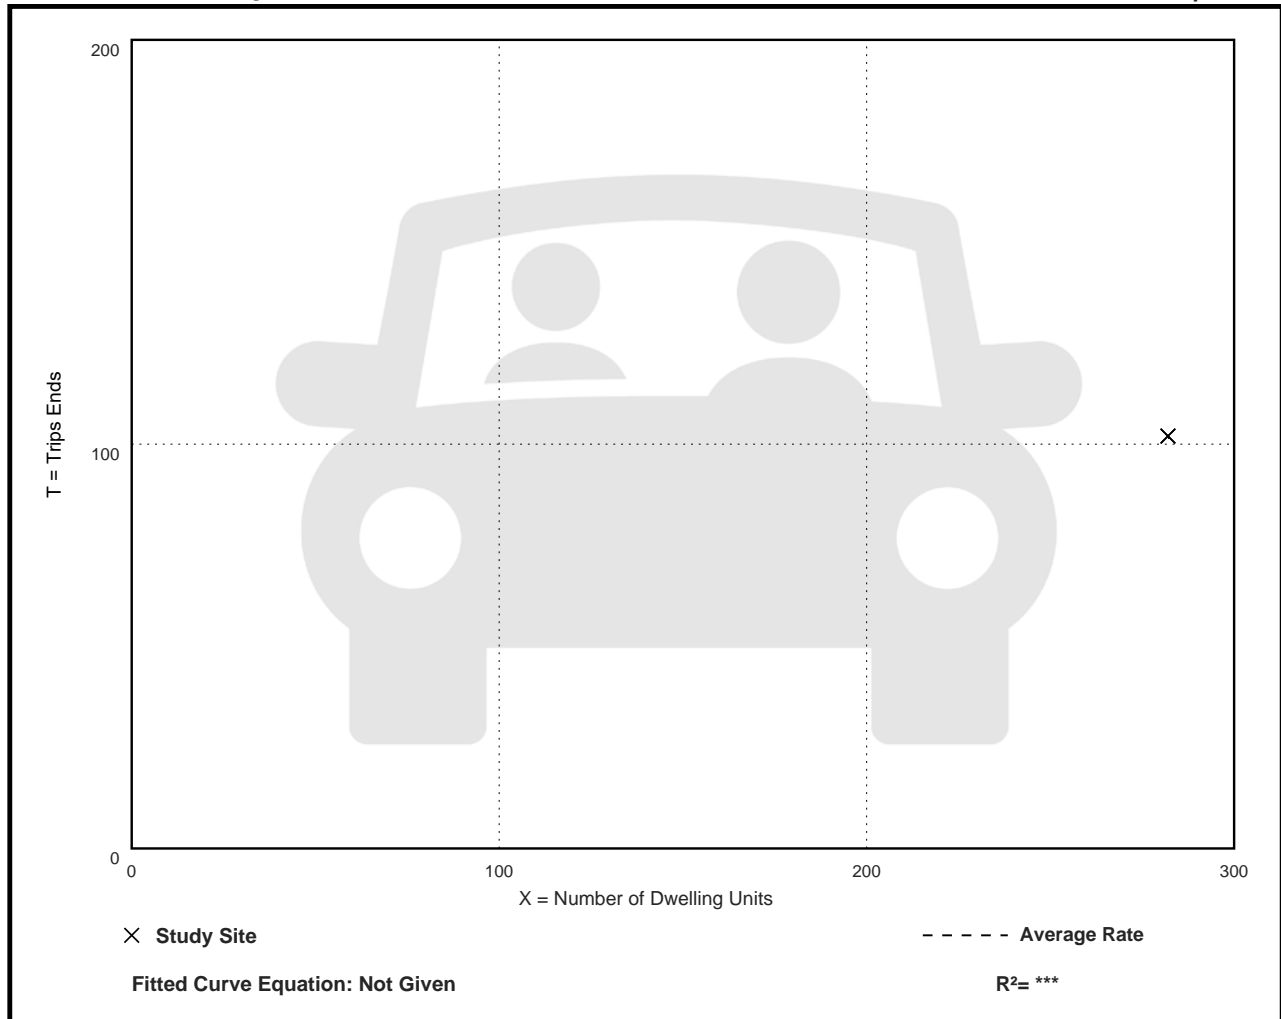 200
T = Trips Ends
100
0
0 100 200 300
X = Number of Dwelling Units
Study Site
Average Rate
Fitted Curve Equation: Not Given
R²= ***